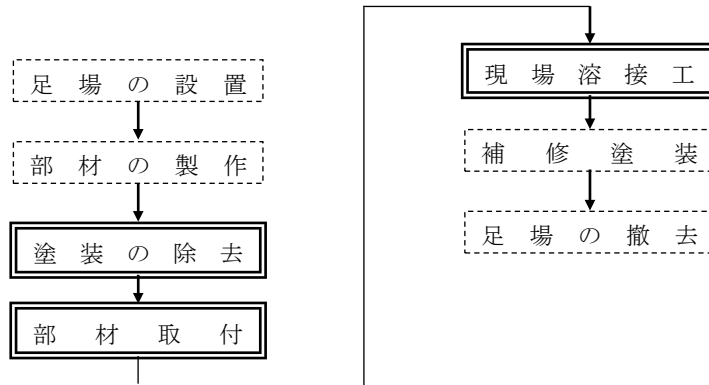 足場の設置
部材の製作
塗装の除去
部材取付
現場溶接工
補修塗装
足場の撤去